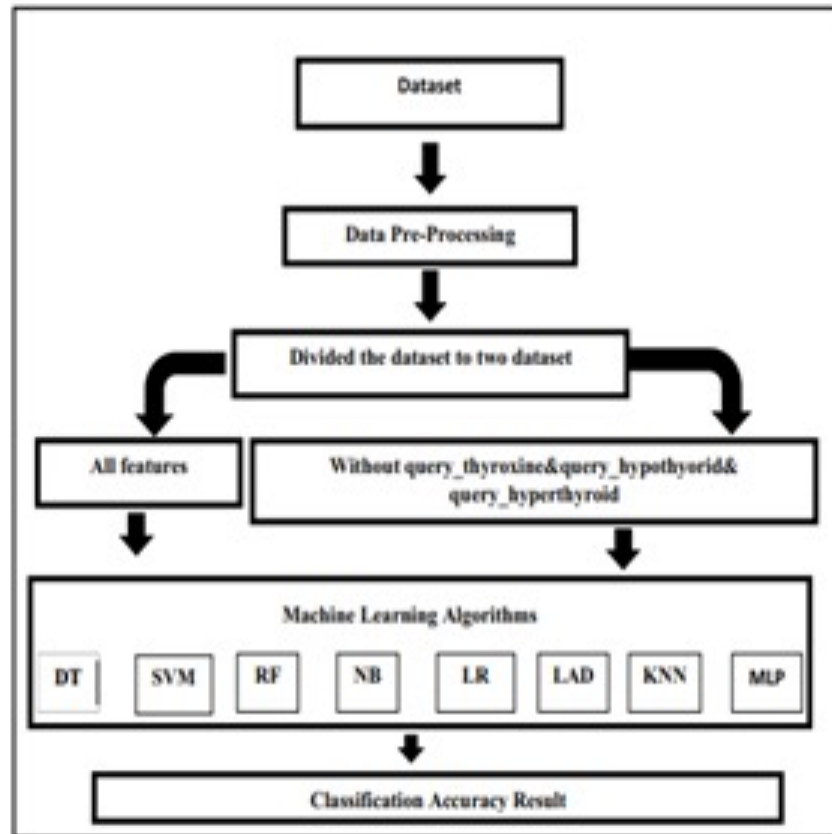 Dataset
Data Pre-Processing
Divided the dataset to two dataset
All features
Without query_thyroxine&query_hypothyorid&
query_hyperthyroid
Machine Learning Algorithms
DT
SVM
RF
NB
LR
LAD
KNN
MLP
Classification Accuracy Result